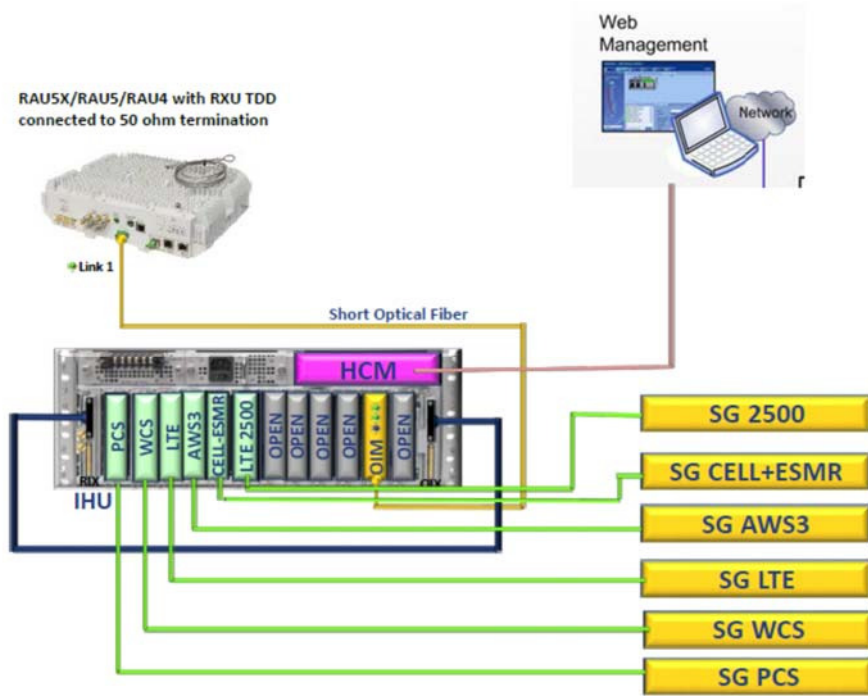 Web
Management
Network
RAU5X/RAU5/RAU4 with RXU TDD
connected to 50 ohm termination
Link 1
Short Optical Fiber
HCM
PCS
WCS
LTE
AWS3
CELL-ESMR
LTE 2500
OPEN
OPEN
OPEN
OPEN
OIM
OPEN
IHU
SG 2500
SG CELL+ESMR
SG AWS3
SG LTE
SG WCS
SG PCS